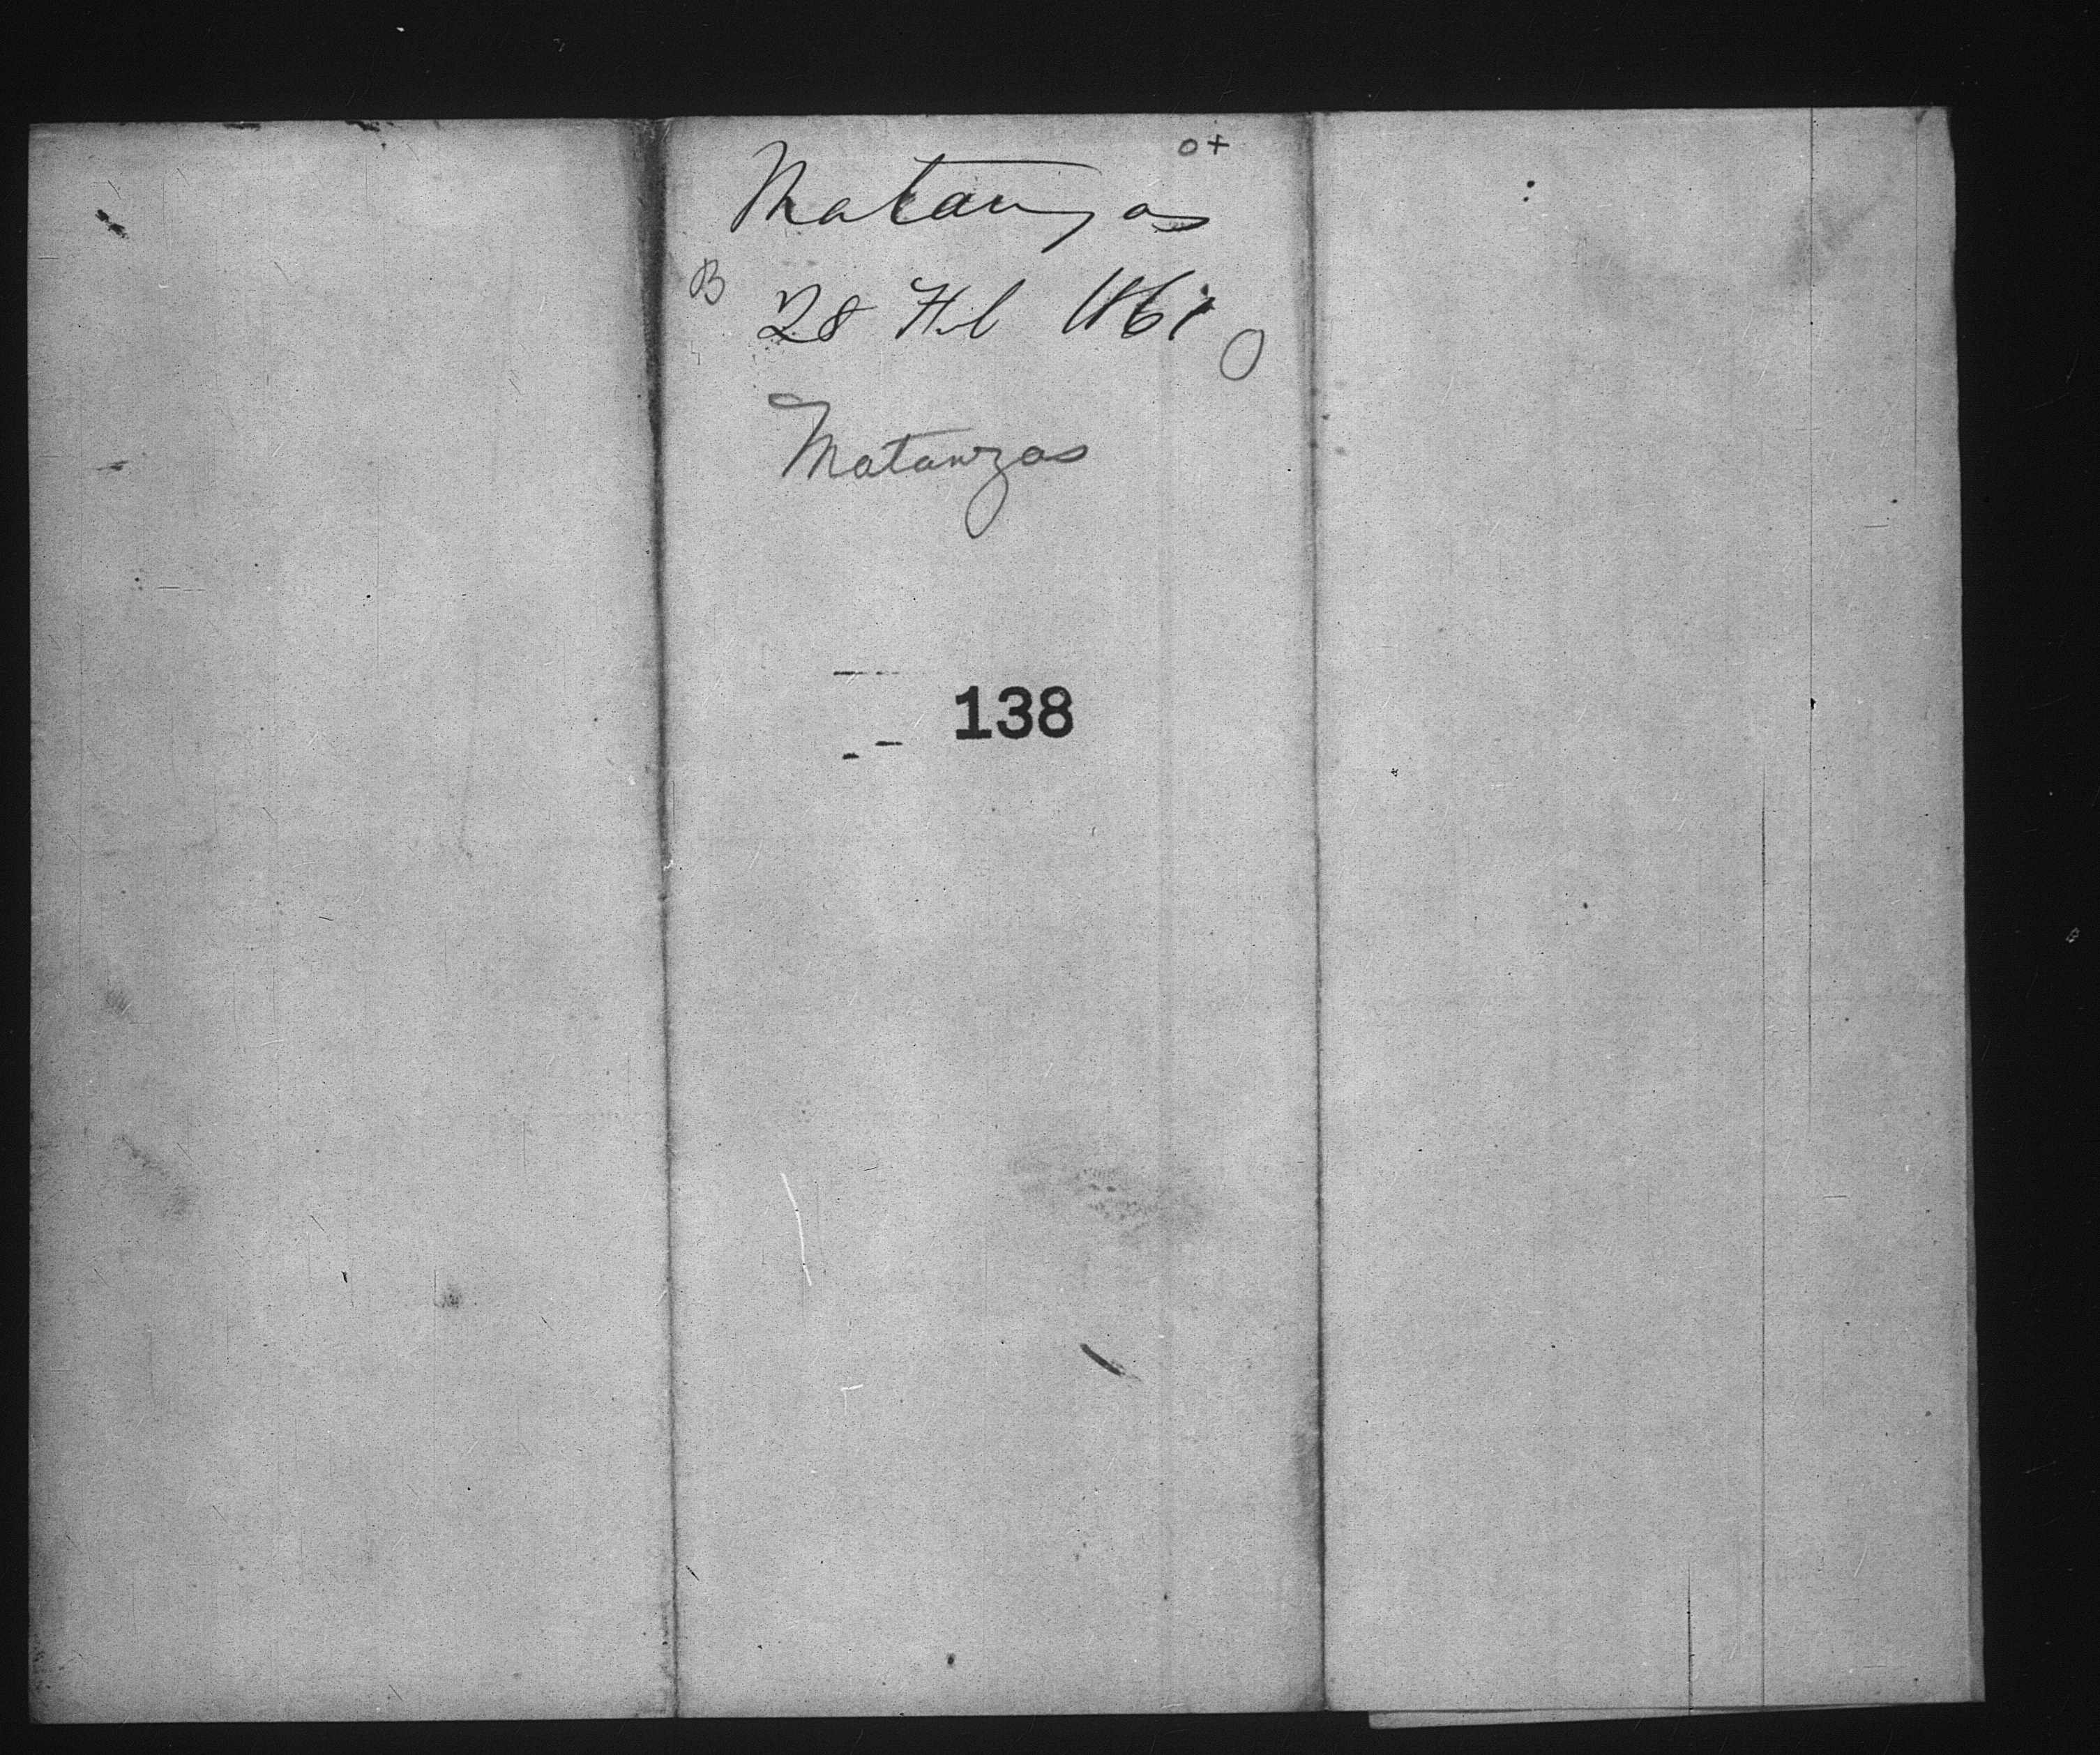 o+
Matanzas
B
28 Feb 1861
O
Matanzas
138